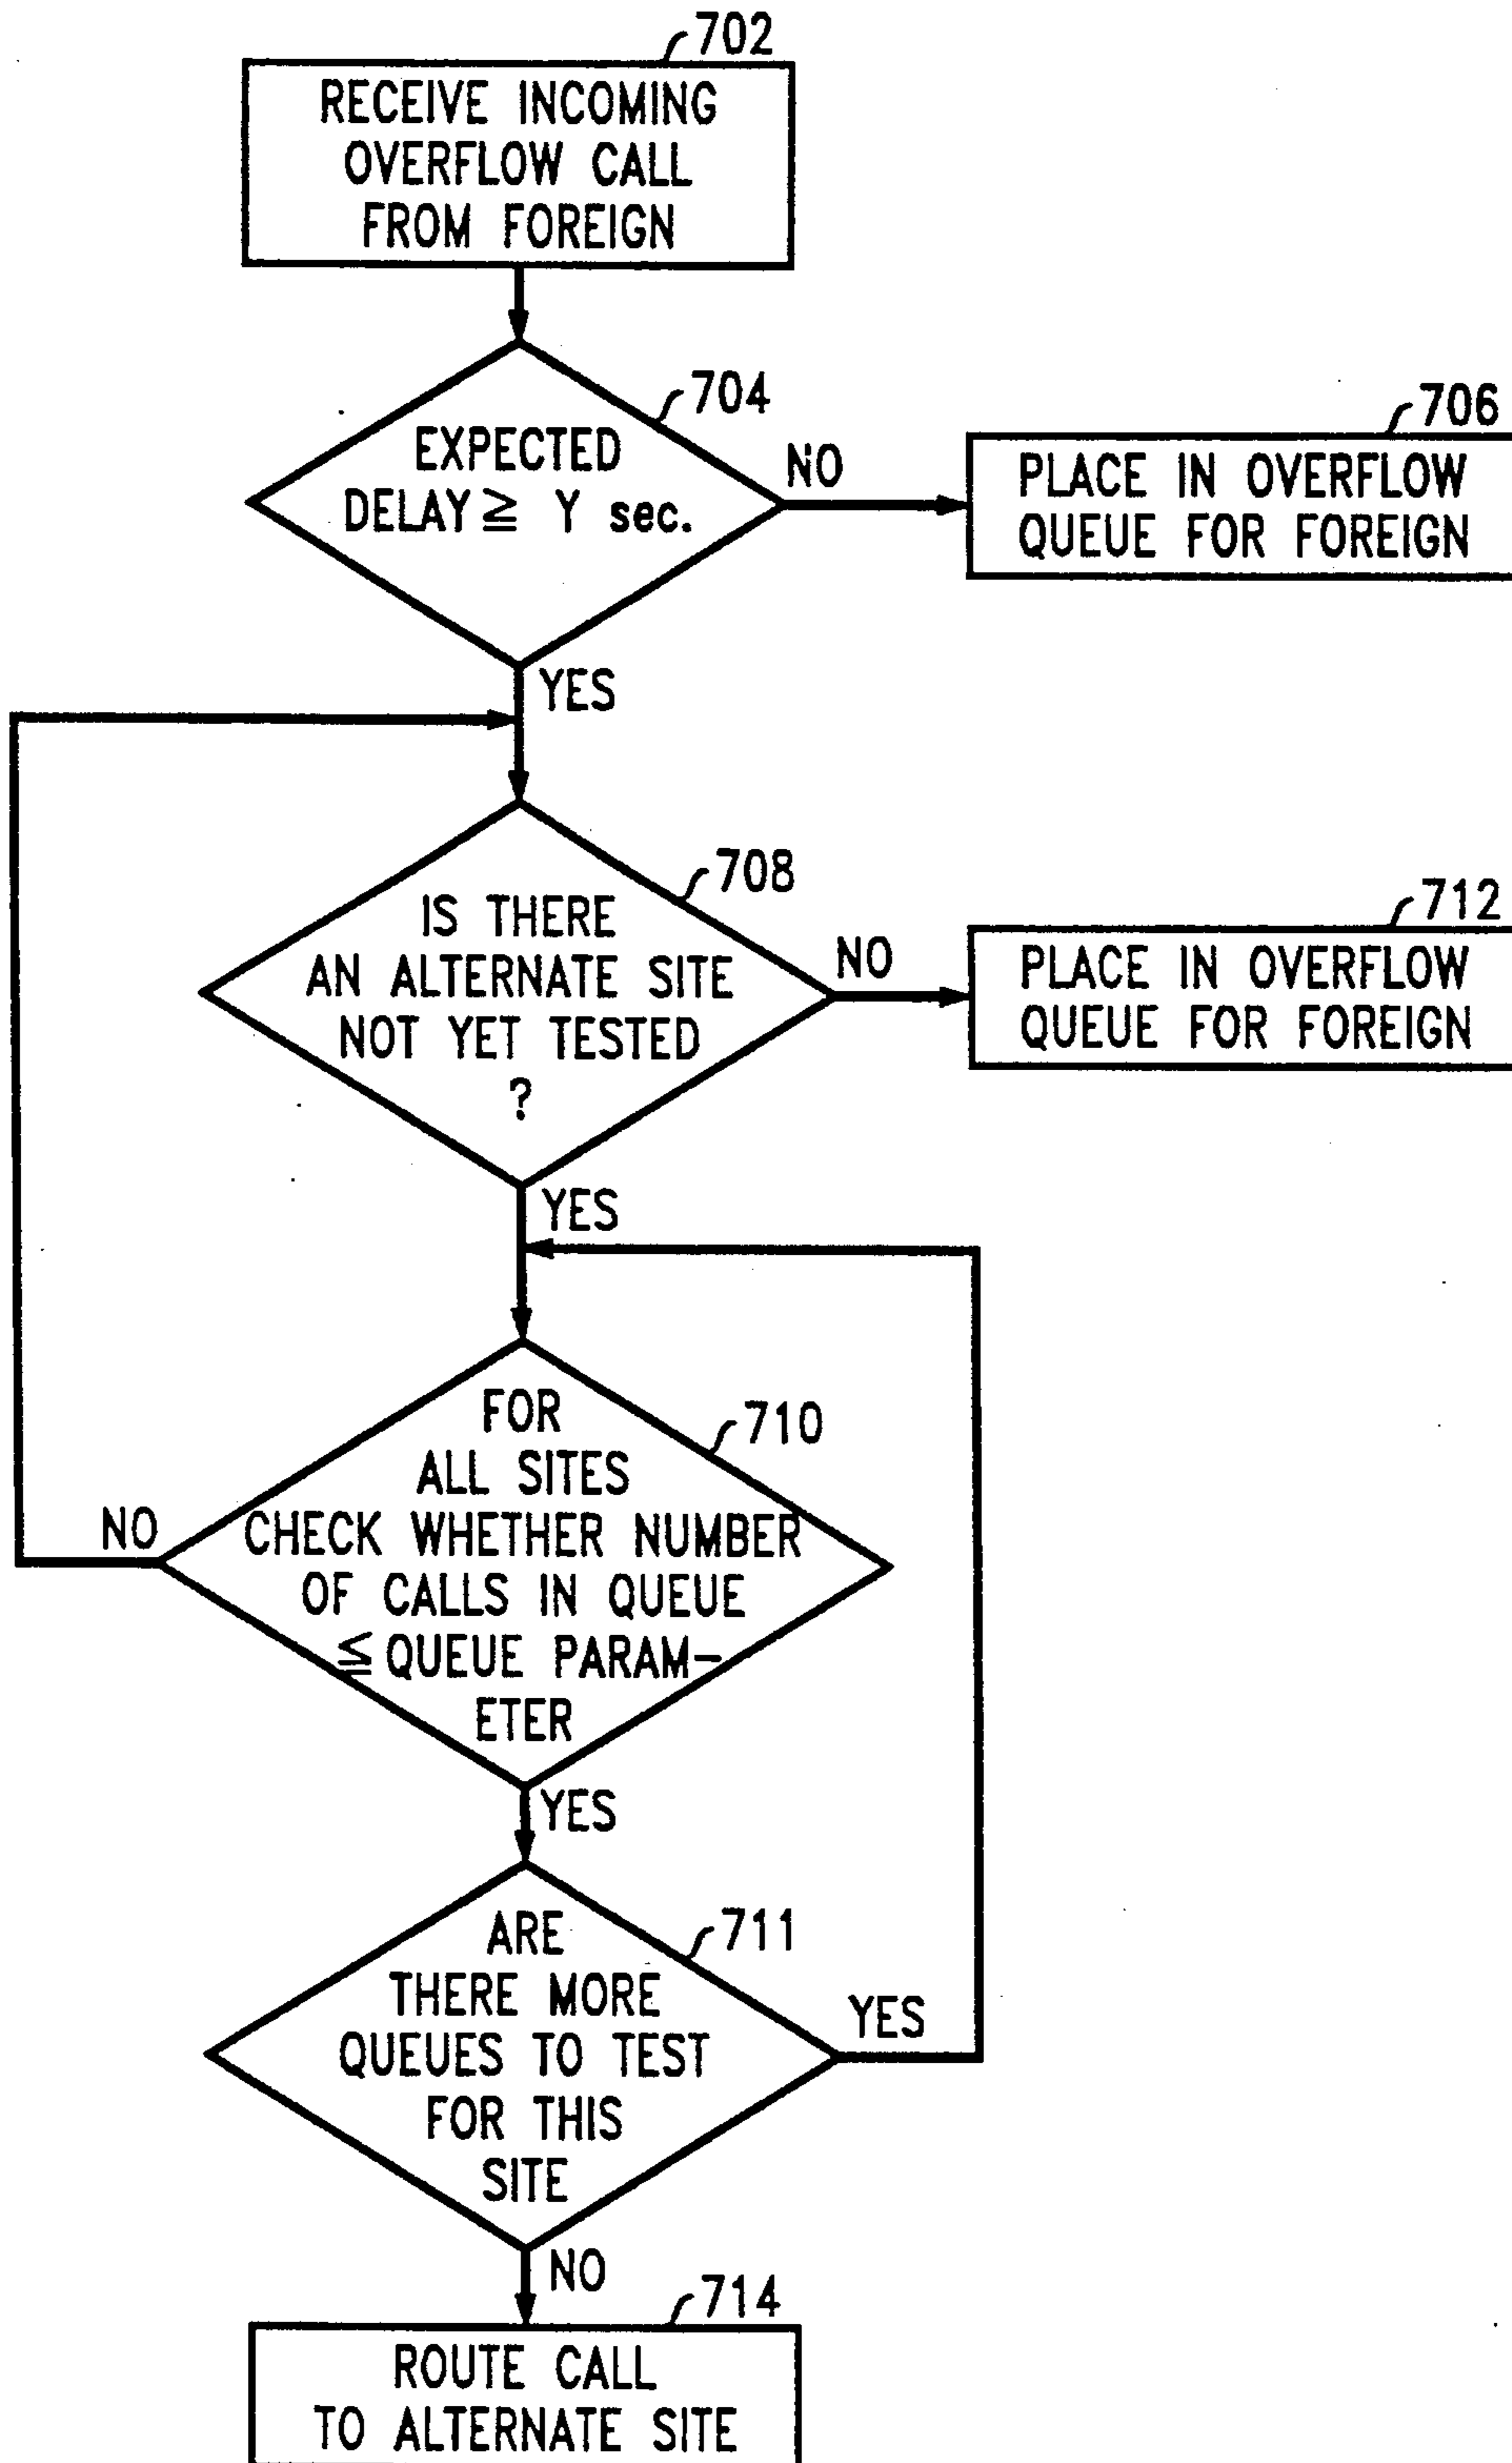 702
RECEIVE INCOMING
OVERFLOW CALL
FROM FOREIGN
704
EXPECTED
DELAY ≧ Y sec.
NO
706
PLACE IN OVERFLOW
QUEUE FOR FOREIGN
YES
708
IS THERE
AN ALTERNATE SITE
NOT YET TESTED
?
NO
712
PLACE IN OVERFLOW
QUEUE FOR FOREIGN
YES
710
FOR
ALL SITES
CHECK WHETHER NUMBER
OF CALLS IN QUEUE
≦ QUEUE PARAM-
ETER
NO
YES
711
ARE
THERE MORE
QUEUES TO TEST
FOR THIS
SITE
YES
NO
714
ROUTE CALL
TO ALTERNATE SITE